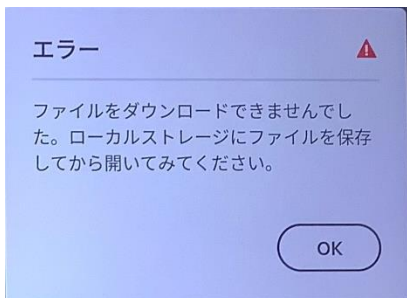 エラー
ファイルをダウンロードできませんでし
た。ローカルストレージにファイルを保存
してから開いてみてください。
OK